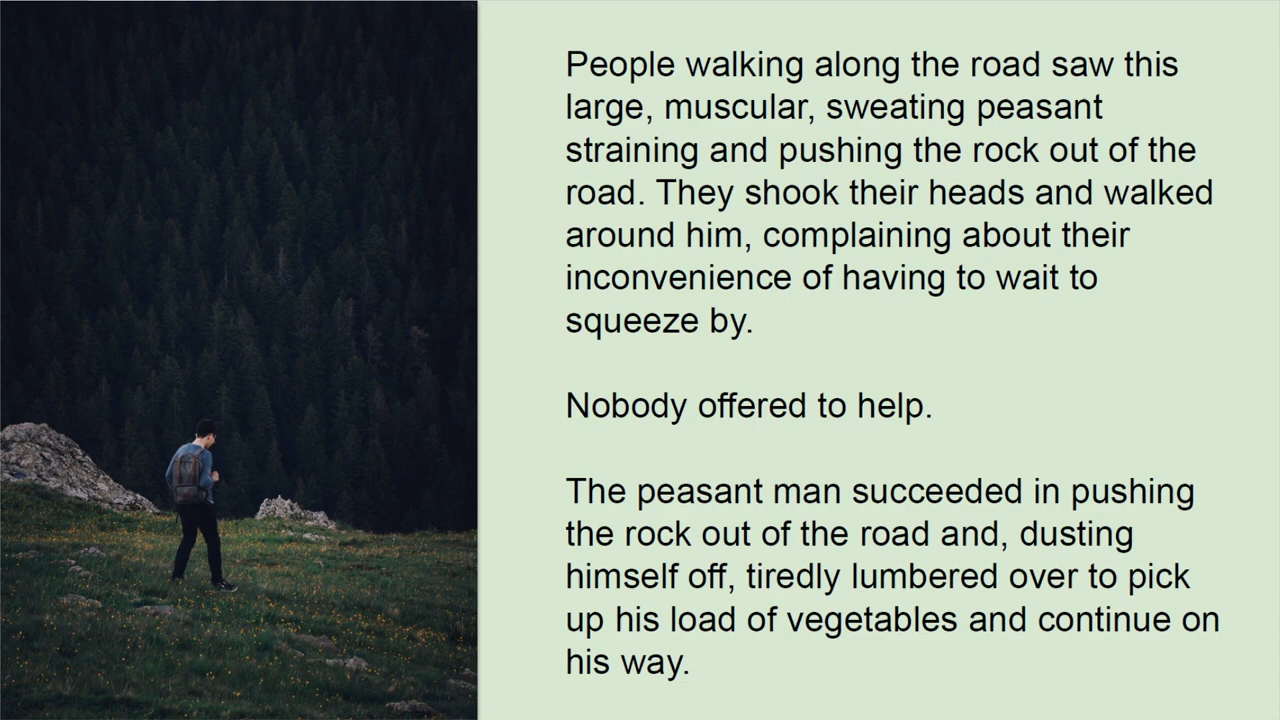 People walking along the road saw this
large, muscular, sweating peasant
straining and pushing the rock out of the
road. They shook their heads and walked
around him, complaining about their
inconvenience of having to wait to
squeeze by.
Nobody offered to help.
The peasant man succeeded in pushing
the rock out of the road and, dusting
himself off, tiredly lumbered over to pick
up his load of vegetables and continue on
his way.